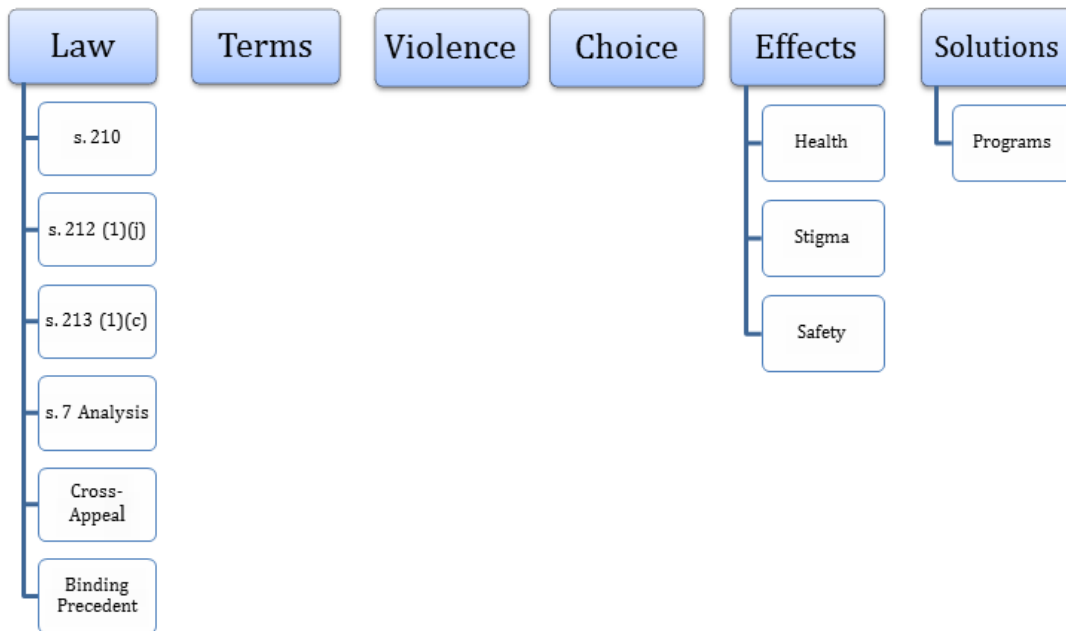 Law
Terms
Violence
Choice
Effects
Solutions
s. 210
s. 212 (1)(j)
s. 213 (1)(c)
s. 7 Analysis
Cross-
Appeal
Binding
Precedent
Health
Stigma
Safety
Programs